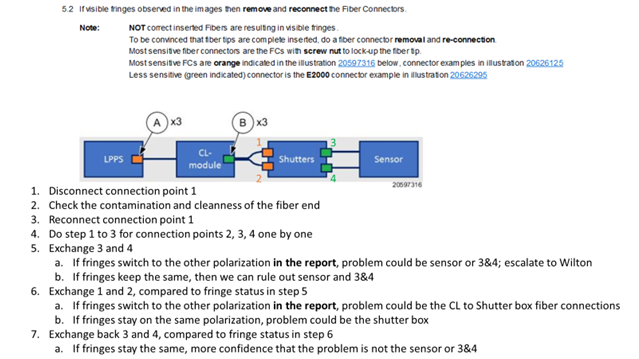 5.2 If visible fringes observed in the images then remove and reconnect the Fiber Connectors.
Note: NOT correct inserted Fibers are resulting in visible fringes.
To be convinced that fiber tips are complete inserted, do a fiber connector removal and re-connection.
Most sensitive fiber connectors are the FCs with screw nut to lock-up the fiber tip.
Most sensitive FCs are orange indicated in the illustration 20597316 below, connector examples in illustration 20626125
Less sensitive (green indicated) connector is the E2000 connector example in illustration 20626295
A x3 B x3
1 3
LPPS CL-module Shutters Sensor
2 4
20597316
1. Disconnect connection point 1
2. Check the contamination and cleanness of the fiber end
3. Reconnect connection point 1
4. Do step 1 to 3 for connection points 2, 3, 4 one by one
5. Exchange 3 and 4
a. If fringes switch to the other polarization in the report, problem could be sensor or 3&4; escalate to Wilton
b. If fringes keep the same, then we can rule out sensor and 3&4
6. Exchange 1 and 2, compared to fringe status in step 5
a. If fringes switch to the other polarization in the report, problem could be the CL to Shutter box fiber connections
b. If fringes stay on the same polarization, problem could be the shutter box
7. Exchange back 3 and 4, compared to fringe status in step 6
a. If fringes stay the same, more confidence that the problem is not the sensor or 3&4